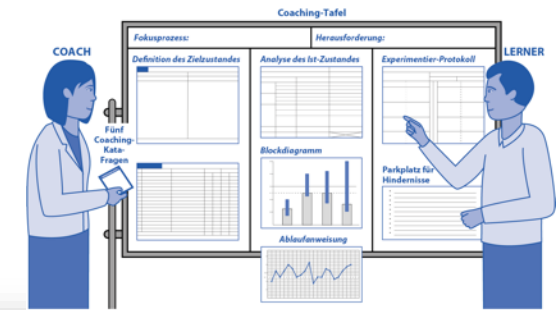 Coaching-Tafel
Fokusprozess:
Herausforderung:
COACH
LERNER
Definition des Zielzustandes
Analyse des Ist-Zustandes
Experimentier-Protokoll
Fünf
Coaching-
Kata-
Fragen
Blockdiagramm
Parkplatz für
Hindernisse
Ablaufanweisung